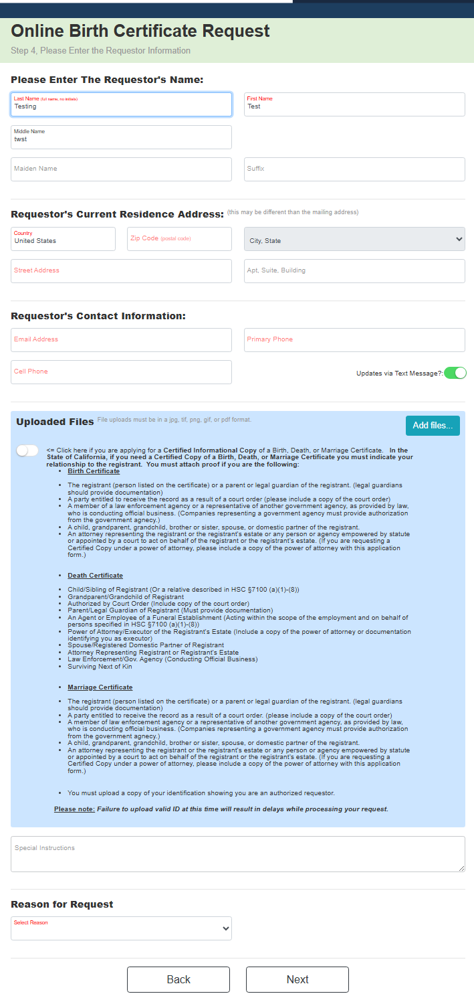 Online Birth Certificate Request
Step 4, Please Enter the Requestor Information
Please Enter The Requestor's Name:
Last Name (full name, no initials)
Testing
First Name
Test
Middle Name
twst
Maiden Name
Suffix
Requestor's Current Residence Address: (this may be different than the mailing address)
Country
United States
Zip Code (postal code)
City, State
Street Address
Apt, Suite, Building
Requestor's Contact Information:
Email Address
Primary Phone
Cell Phone
Updates via Text Message?:
Uploaded Files File uploads must be in a jpg, tif, png, gif, or pdf format.
Add files...
<= Click here if you are applying for a Certified Informational Copy of a Birth, Death, or Marriage Certificate. In the
State of California, if you need a Certified Copy of a Birth, Death, or Marriage Certificate you must indicate your
relationship to the registrant. You must attach proof if you are the following:
• Birth Certificate
• The registrant (person listed on the certificate) or a parent or legal guardian of the registrant. (legal guardians
should provide documentation)
• A party entitled to receive the record as a result of a court order (please include a copy of the court order)
• A member of a law enforcement agency or a representative of another government agency, as provided by law,
who is conducting official business. (Companies representing a government agency must provide authorization
from the government agnecy.)
• A child, grandparent, grandchild, brother or sister, spouse, or domestic partner of the registrant.
• An attorney representing the registrant or the registrant's estate or any person or agency empowered by statute
or appointed by a court to act on behalf of the registrant or the registrant's estate. (If you are requesting a
Certified Copy under a power of attorney, please include a copy of the power of attorney with this application
form.)
• Death Certificate
• Child/Sibling of Registrant (Or a relative described in HSC §7100 (a)(1)-(8))
• Grandparent/Grandchild of Registrant
• Authorized by Court Order (Include copy of the court order)
• Parent/Legal Guardian of Registrant (Must provide documentation)
• An Agent or Employee of a Funeral Establishment (Acting within the scope of the employment and on behalf of
persons specified in HSC §7100 (a)(1)-(8))
• Power of Attorney/Executor of the Registrant's Estate (Include a copy of the power of attorney or documentation
identifying you as executor)
• Spouse/Registered Domestic Partner of Registrant
• Attorney Representing Registrant or Registrant's Estate
• Law Enforcement/Gov. Agency (Conducting Official Business)
• Surviving Next of Kin
• Marriage Certificate
• The registrant (person listed on the certificate) or a parent or legal guardian of the registrant. (legal guardians
should provide documentation)
• A party entitled to receive the record as a result of a court order. (please include a copy of the court order)
• A member of law enforcement agency or a representative of another government agency, as provided by law,
who is conducting official business. (Companies representing a government agency must provide authorization
from the government agnecy.)
• A child, grandparent, grandchild, brother or sister, spouse, or domestic partner of the registrant.
• An attorney representing the registrant or the registrant's estate or any person or agency empowered by statute
or appointed by a court to act on behalf of the registrant or the registrant's estate. (If you are requesting a
Certified Copy under a power of attorney, please include a copy of the power of attorney with this application
form.)
• You must upload a copy of your identification showing you are an authorized requestor.
Please note: Failure to upload valid ID at this time will result in delays while processing your request.
Special Instructions
Reason for Request
Select Reason
Back
Next